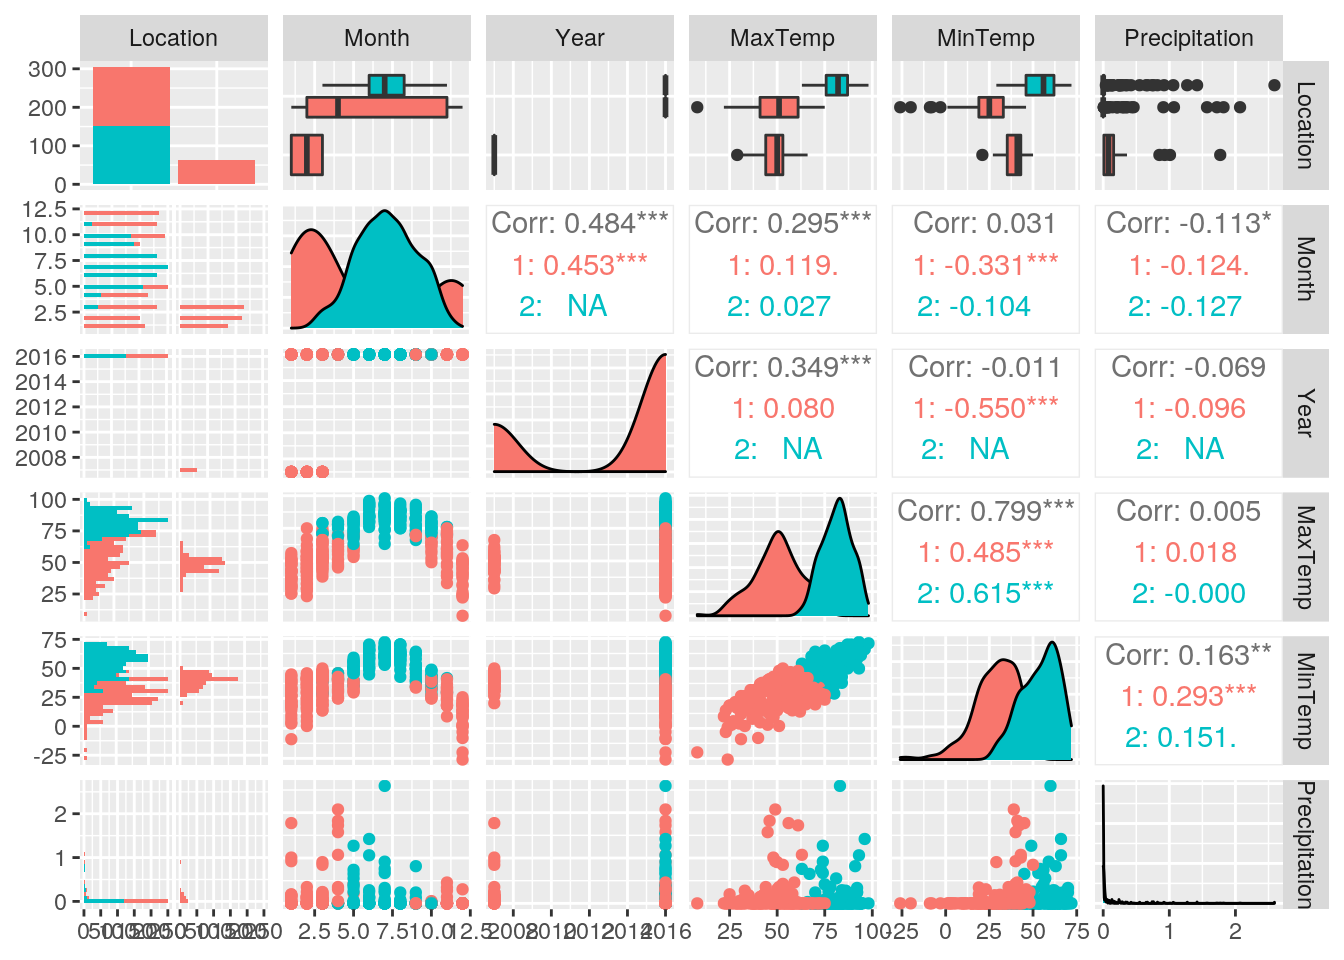 Location Month Year MaxTemp MinTemp Precipitation
300
200
100
0
Location
12.5
10.0
7.5
5.0
2.5
Corr: 0.484***
1: 0.453***
2: NA
Corr: 0.295***
1: 0.119.
2: 0.027
Corr: 0.031
1: -0.331***
2: -0.104
Corr: -0.113*
1: -0.124.
2: -0.127
Month
2016
2014
2012
2010
2008
Corr: 0.349***
1: 0.080
2: NA
Corr: -0.011
1: -0.550***
2: NA
Corr: -0.069
1: -0.096
2: NA
Year
100
75
50
25
Corr: 0.799***
1: 0.485***
2: 0.615***
Corr: 0.005
1: 0.018
2: -0.000
MaxTemp
75
50
25
0
-25
Corr: 0.163**
1: 0.293***
2: 0.151.
MinTemp
2
1
0
Precipitation
2.5 5.0 7.5 10.0 12.5
2008 2010 2012 2014 2016
25 50 75 100
-25 0 25 50 75
0 1 2